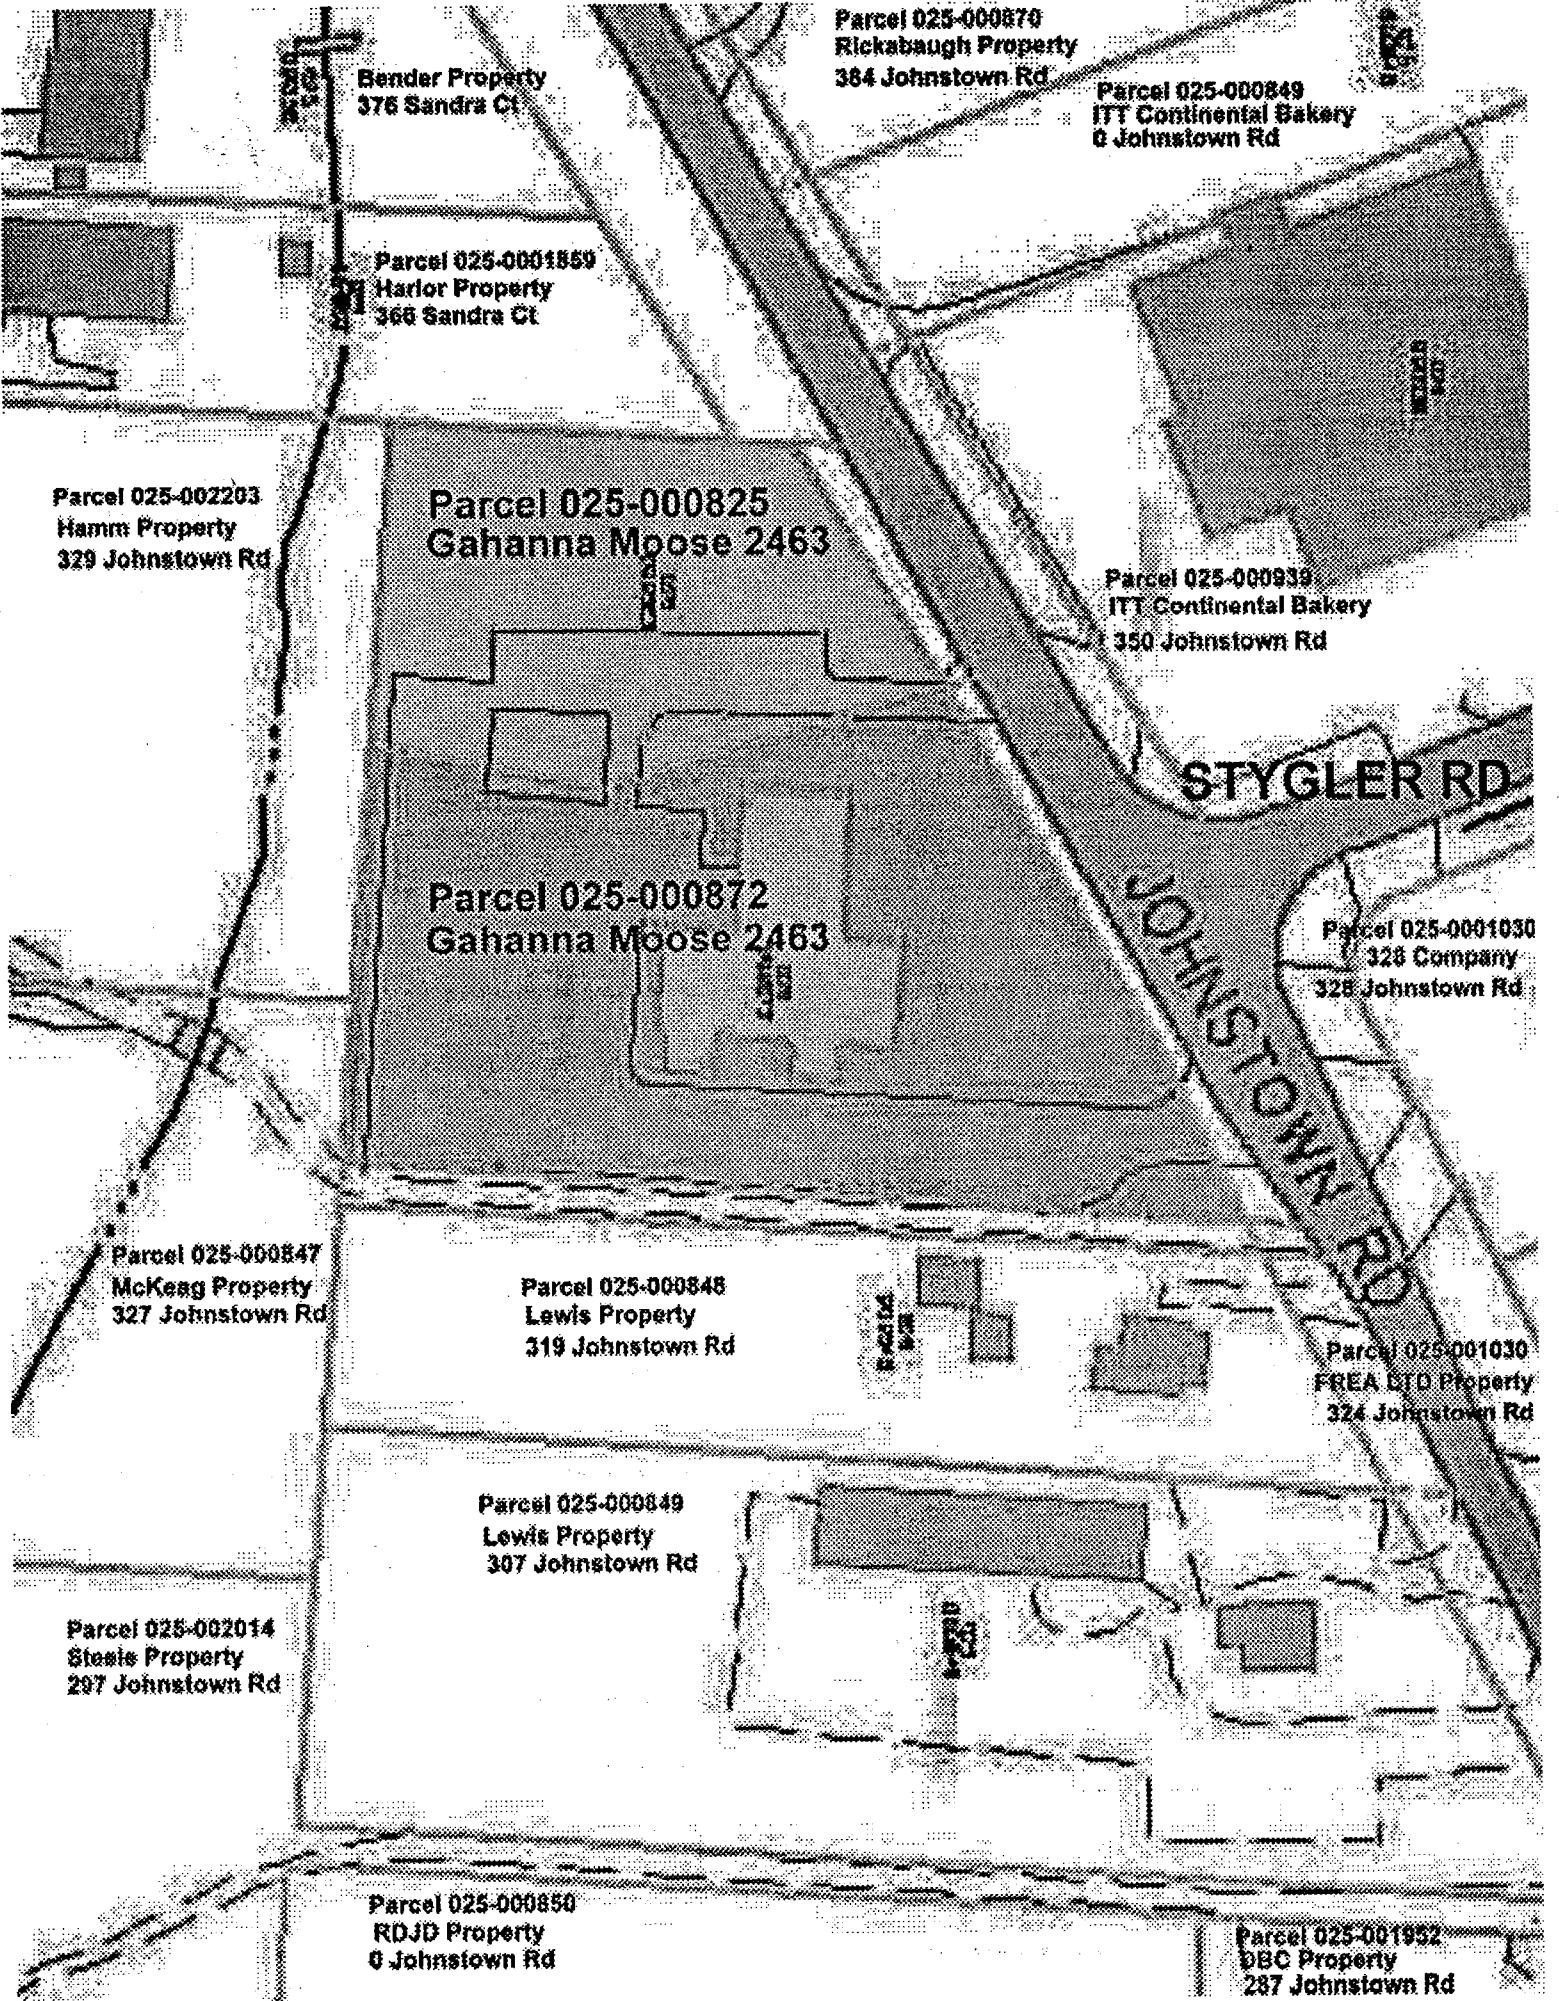 Parcel 025-000870
Rickabaugh Property
384 Johnstown Rd
Bender Property
376 Sandra Ct
Parcel 025-000849
ITT Continental Bakery
0 Johnstown Rd
Parcel 025-0001859
Harlor Property
366 Sandra Ct
Parcel 025-002203
Hamm Property
329 Johnstown Rd
Parcel 025-000825
Gahanna Moose 2463
Parcel 025-000939
ITT Continental Bakery
350 Johnstown Rd
STYGLER RD
JOHNSTOWN RD
Parcel 025-000872
Gahanna Moose 2463
Parcel 025-0001030
328 Company
328 Johnstown Rd
Parcel 025-000847
McKeag Property
327 Johnstown Rd
Parcel 025-000848
Lewis Property
319 Johnstown Rd
Parcel 025-001030
FREA LTD Property
324 Johnstown Rd
Parcel 025-000849
Lewis Property
307 Johnstown Rd
Parcel 025-002014
Steele Property
297 Johnstown Rd
Parcel 025-000850
RDJD Property
0 Johnstown Rd
Parcel 025-001952
DBC Property
287 Johnstown Rd